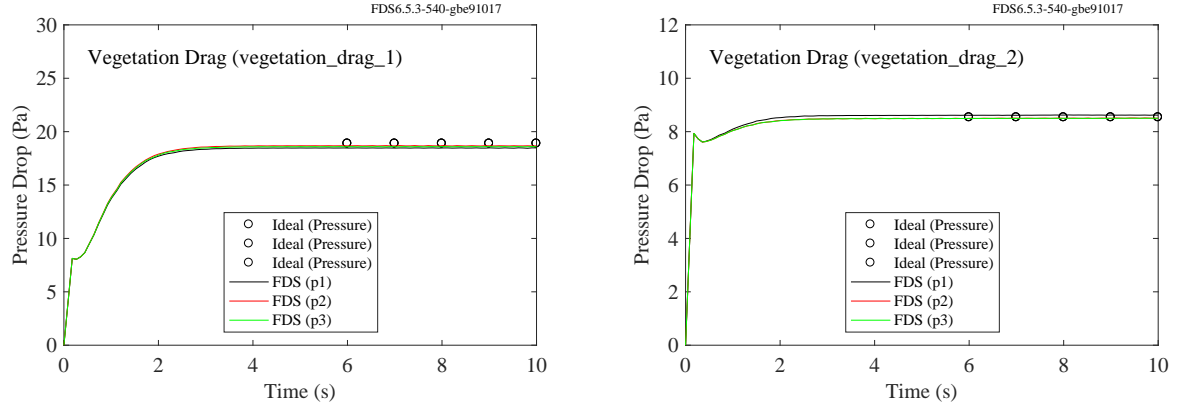 FDS6.5.3-540-gbe91017
Vegetation Drag (vegetation_drag_1)
Pressure Drop (Pa)
30
25
20
15
10
5
0
Ideal (Pressure)
Ideal (Pressure)
Ideal (Pressure)
FDS (p1)
FDS (p2)
FDS (p3)
0 2 4 6 8 10
Time (s)
FDS6.5.3-540-gbe91017
Vegetation Drag (vegetation_drag_2)
Pressure Drop (Pa)
12
10
8
6
4
2
0
Ideal (Pressure)
Ideal (Pressure)
Ideal (Pressure)
FDS (p1)
FDS (p2)
FDS (p3)
0 2 4 6 8 10
Time (s)